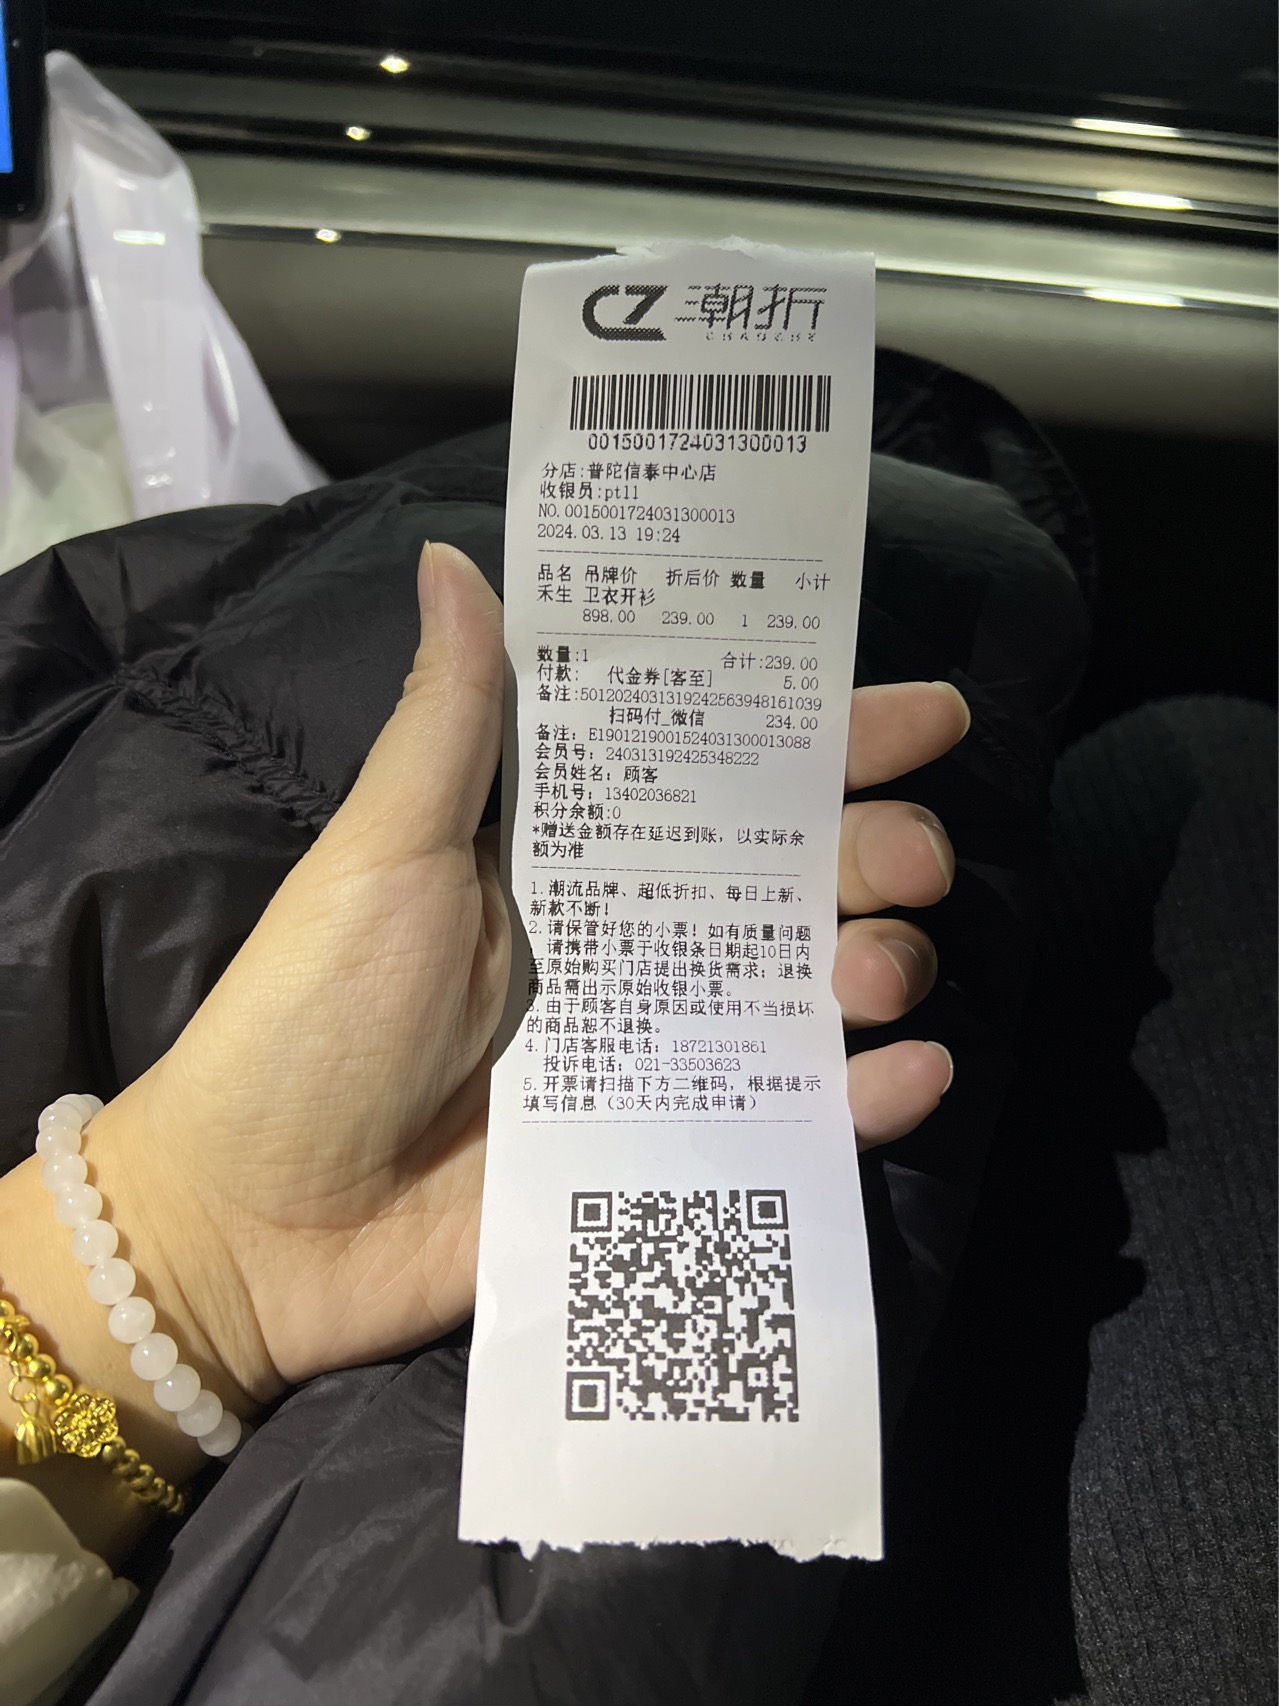 CZ 潮折
CHAOZHE
0015001724031300013
分店:普陀信泰中心店
收银员:pt11
NO.0015001724031300013
2024.03.13 19:24
品名 吊牌价 折后价 数量 小计
禾生 卫衣开衫
898.00 239.00 1 239.00
数量:1 合计:239.00
付款: 代金券[客至] 5.00
备注:5012024031319242563948161039
扫码付_微信 234.00
备注: E1901219001524031300013088
会员号: 240313192425348222
会员姓名: 顾客
手机号: 13402036821
积分余额:0
*赠送金额存在延迟到账，以实际余
额为准
1.潮流品牌、超低折扣、每日上新、
新款不断!
2.请保管好您的小票! 如有质量问题
，请携带小票于收银条日期起10日内
至原始购买门店提出换货需求; 退换
商品需出示原始收银小票。
3.由于顾客自身原因或使用不当损坏
的商品恕不退换。
4.门店客服电话: 18721301861
投诉电话: 021-33503623
5.开票请扫描下方二维码，根据提示
填写信息（30天内完成申请）